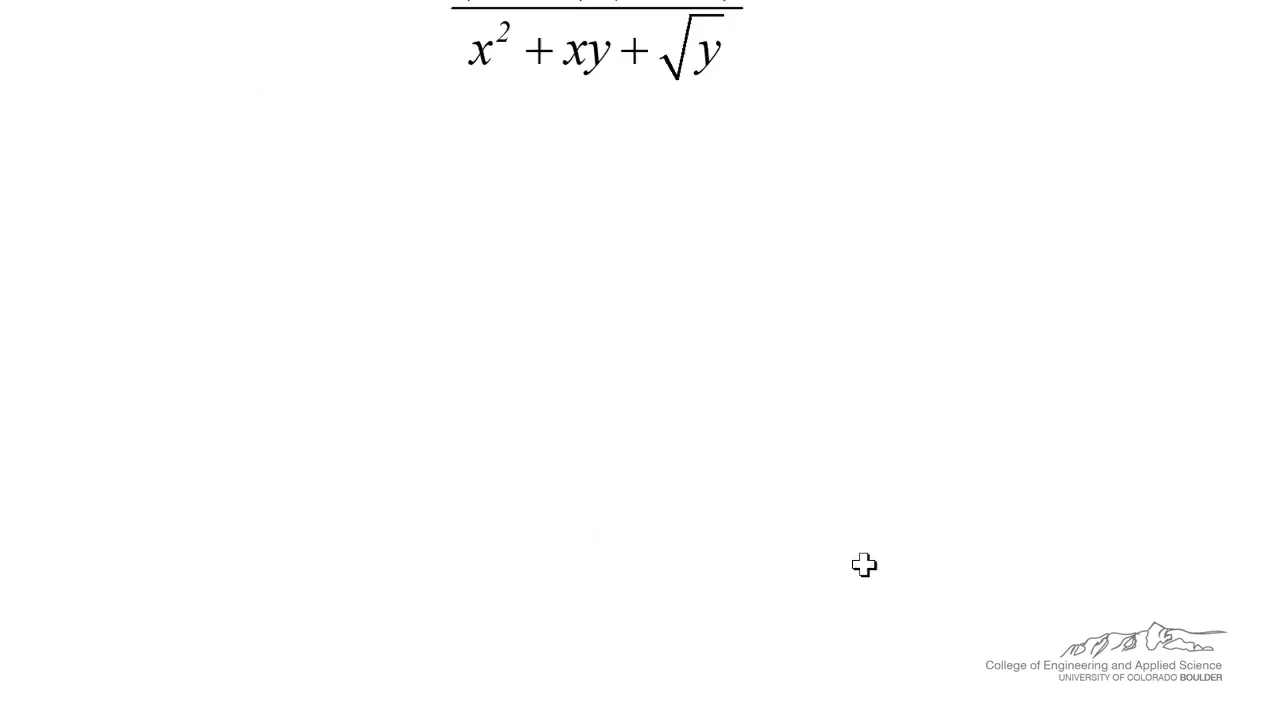 x² + xy + √y
College of Engineering and Applied Science
UNIVERSITY OF COLORADO BOULDER